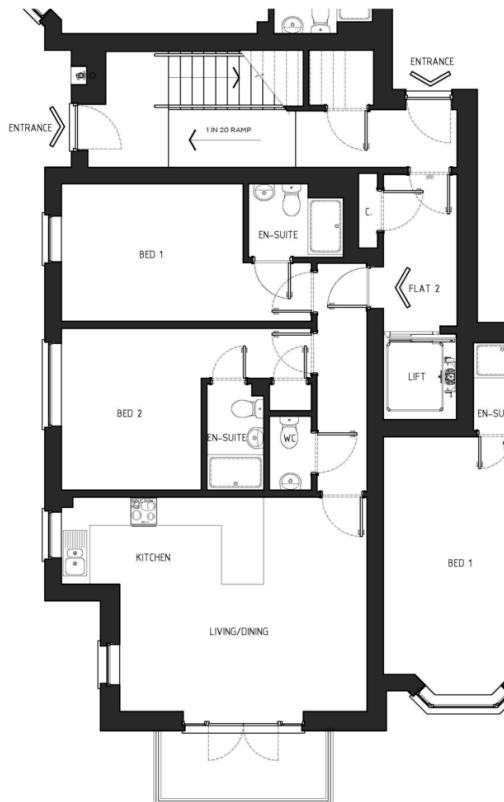 ENTRANCE
ENTRANCE
1 IN 20 RAMP
EN-SUITE
C.
BED 1
FLAT 2
LIFT
BED 2
EN-SUITE
WC
EN-SU
KITCHEN
BED 1
LIVING/DINING